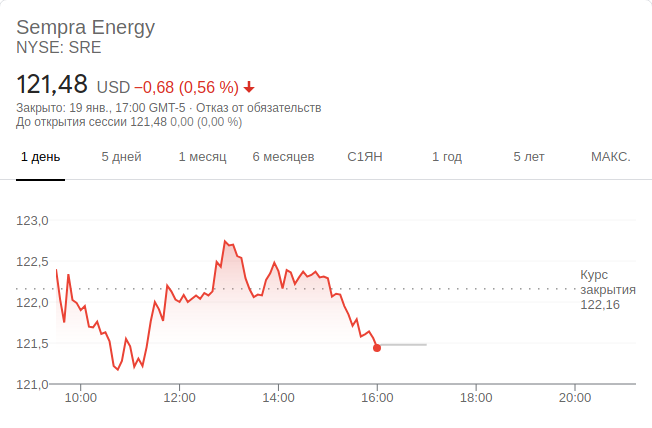 Sempra Energy
NYSE: SRE
121,48 USD −0,68 (0,56 %)
Закрыто: 19 янв., 17:00 GMT-5 · Отказ от обязательств
До открытия сессии 121,48 0,00 (0,00 %)
1 день 5 дней 1 месяц 6 месяцев С1ЯН 1 год 5 лет МАКС.
123,0
122,5
Курс
закрытия
122,16
122,0
121,5
121,0
10:00 12:00 14:00 16:00 18:00 20:00